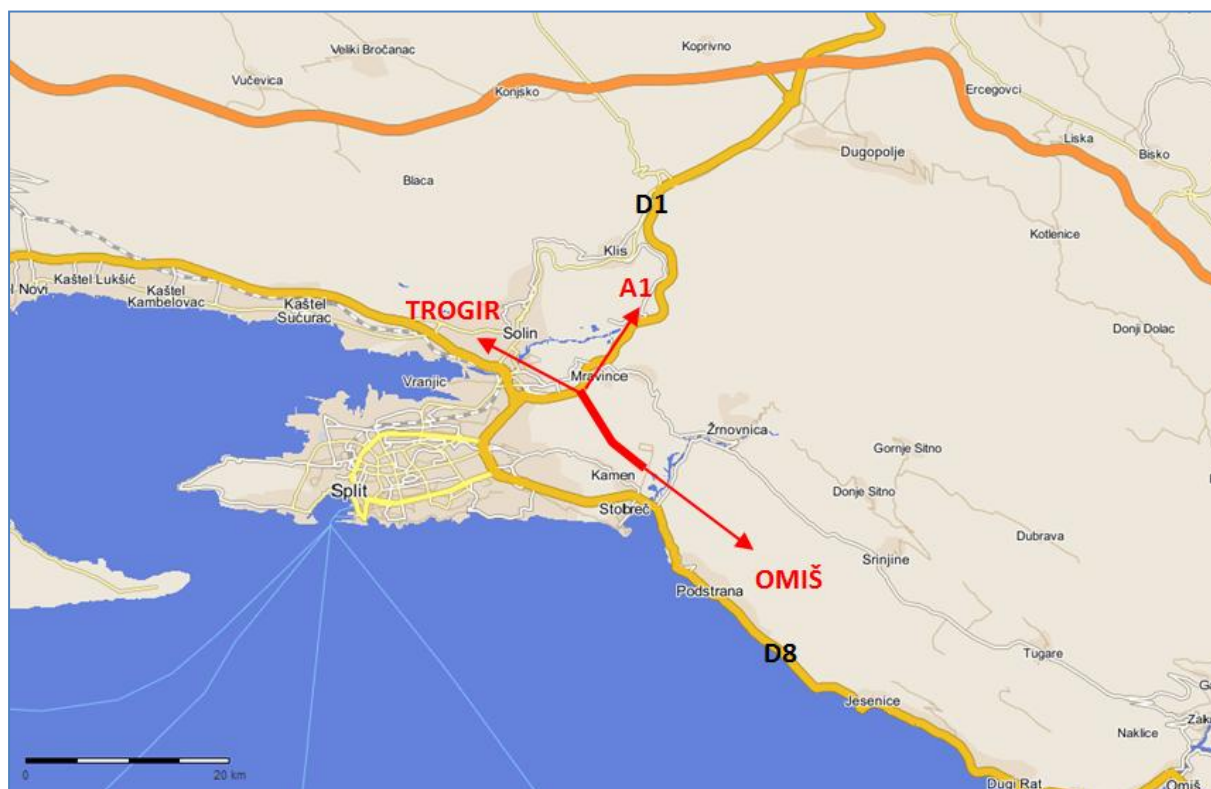 Veliki Bročanac
Koprivno
Vučevica
Konjsko
Ercegovci
Liska
Bisko
Dugopolje
Blaca
D1
Kotlenice
Klis
Kaštel Lukšić
el Novi
Kaštel
Kambelovac
Kaštel
Sućurac
TROGIR
A1
Solin
Donji Dolac
Vranjic
Mravince
Žrnovnica
Gornje Sitno
Kamen
Split
Donje Sitno
Stobreč
Dubrava
Srinjine
OMIŠ
Podstrana
D8
Tugare
Jesenice
Naklice
0
20 km
Dugi Rat
Omiš